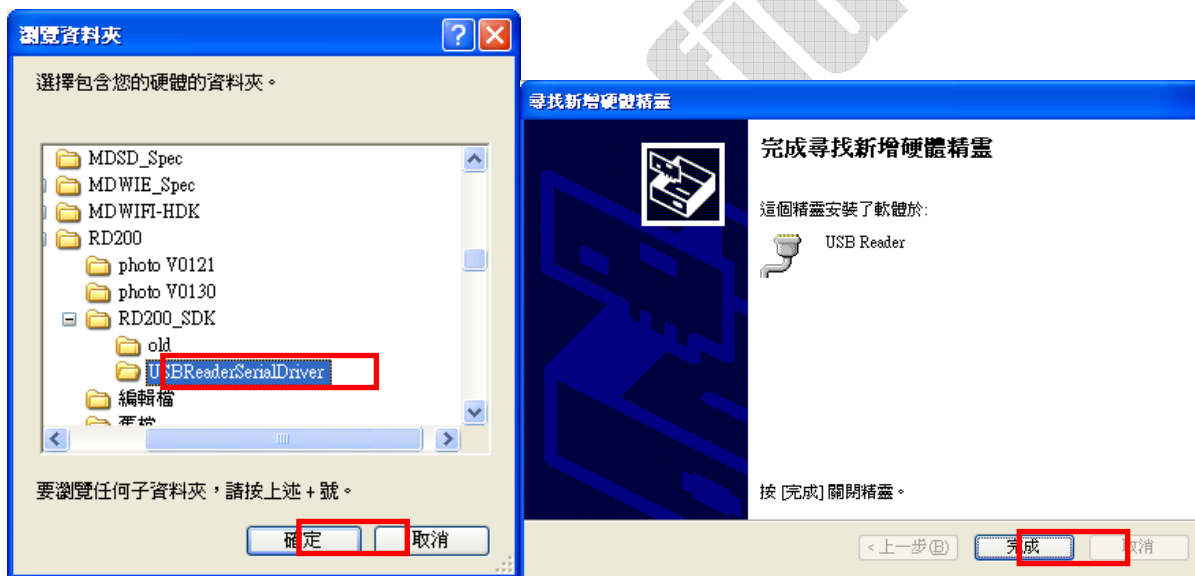 瀏覽資料夾
選擇包含您的硬體的資料夾。
MDSD_Spec
MDWIE_Spec
MDWIFI-HDK
RD200
photo V0121
photo V0130
RD200_SDK
old
USBReaderSerialDriver
編輯檔
要瀏覽任何子資料夾，請按上述 + 號。
確定
取消
尋找新增硬體精靈
完成尋找新增硬體精靈
這個精靈安裝了軟體於:
USB Reader
按 [完成] 關閉精靈。
< 上一步(B)
完成
取消